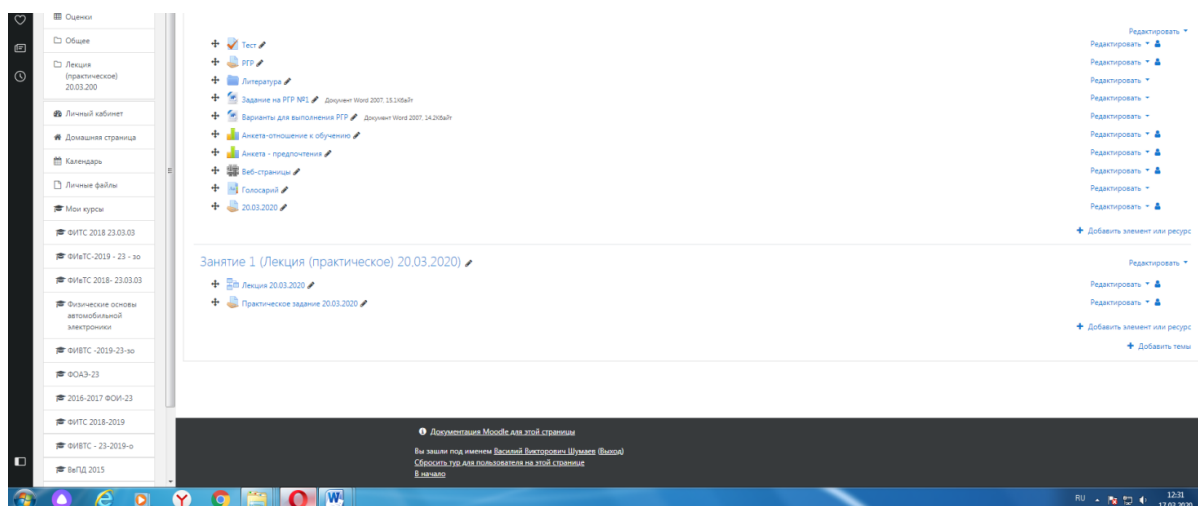 Оценки
Общее
Лекция
(практическое)
20.03.200
Личный кабинет
Домашняя страница
Календарь
Личные файлы
Мои курсы
ФИТС 2018 23.03.03
ФИвТС-2019 - 23 - зо
ФИвТС 2018- 23.03.03
Физические основы
автомобильной
электроники
ФИВТС -2019-23-зо
ФОАЭ-23
2016-2017 ФОИ-23
ФИТС 2018-2019
ФИВТС - 23-2019-о
ВвПД 2015
Редактировать
Тест Редактировать
РГР Редактировать
Литература Редактировать
Задание на РГР №1 Документ Word 2007, 15.1Кбайт Редактировать
Варианты для выполнения РГР Документ Word 2007, 14.2Кбайт Редактировать
Анкета-отношение к обучению Редактировать
Анкета - предпочтения Редактировать
Веб-страницы Редактировать
Голосарий Редактировать
20.03.2020 Редактировать
Добавить элемент или ресурс
Занятие 1 (Лекция (практическое) 20.03.2020) Редактировать
Лекция 20.03.2020 Редактировать
Практическое задание 20.03.2020 Редактировать
Добавить элемент или ресурс
Добавить темы
Документация Moodle для этой страницы
Вы зашли под именем Василий Викторович Шумаев (Выход)
Сбросить тур для пользователя на этой странице
В начало
RU
12:31
17.03.2020